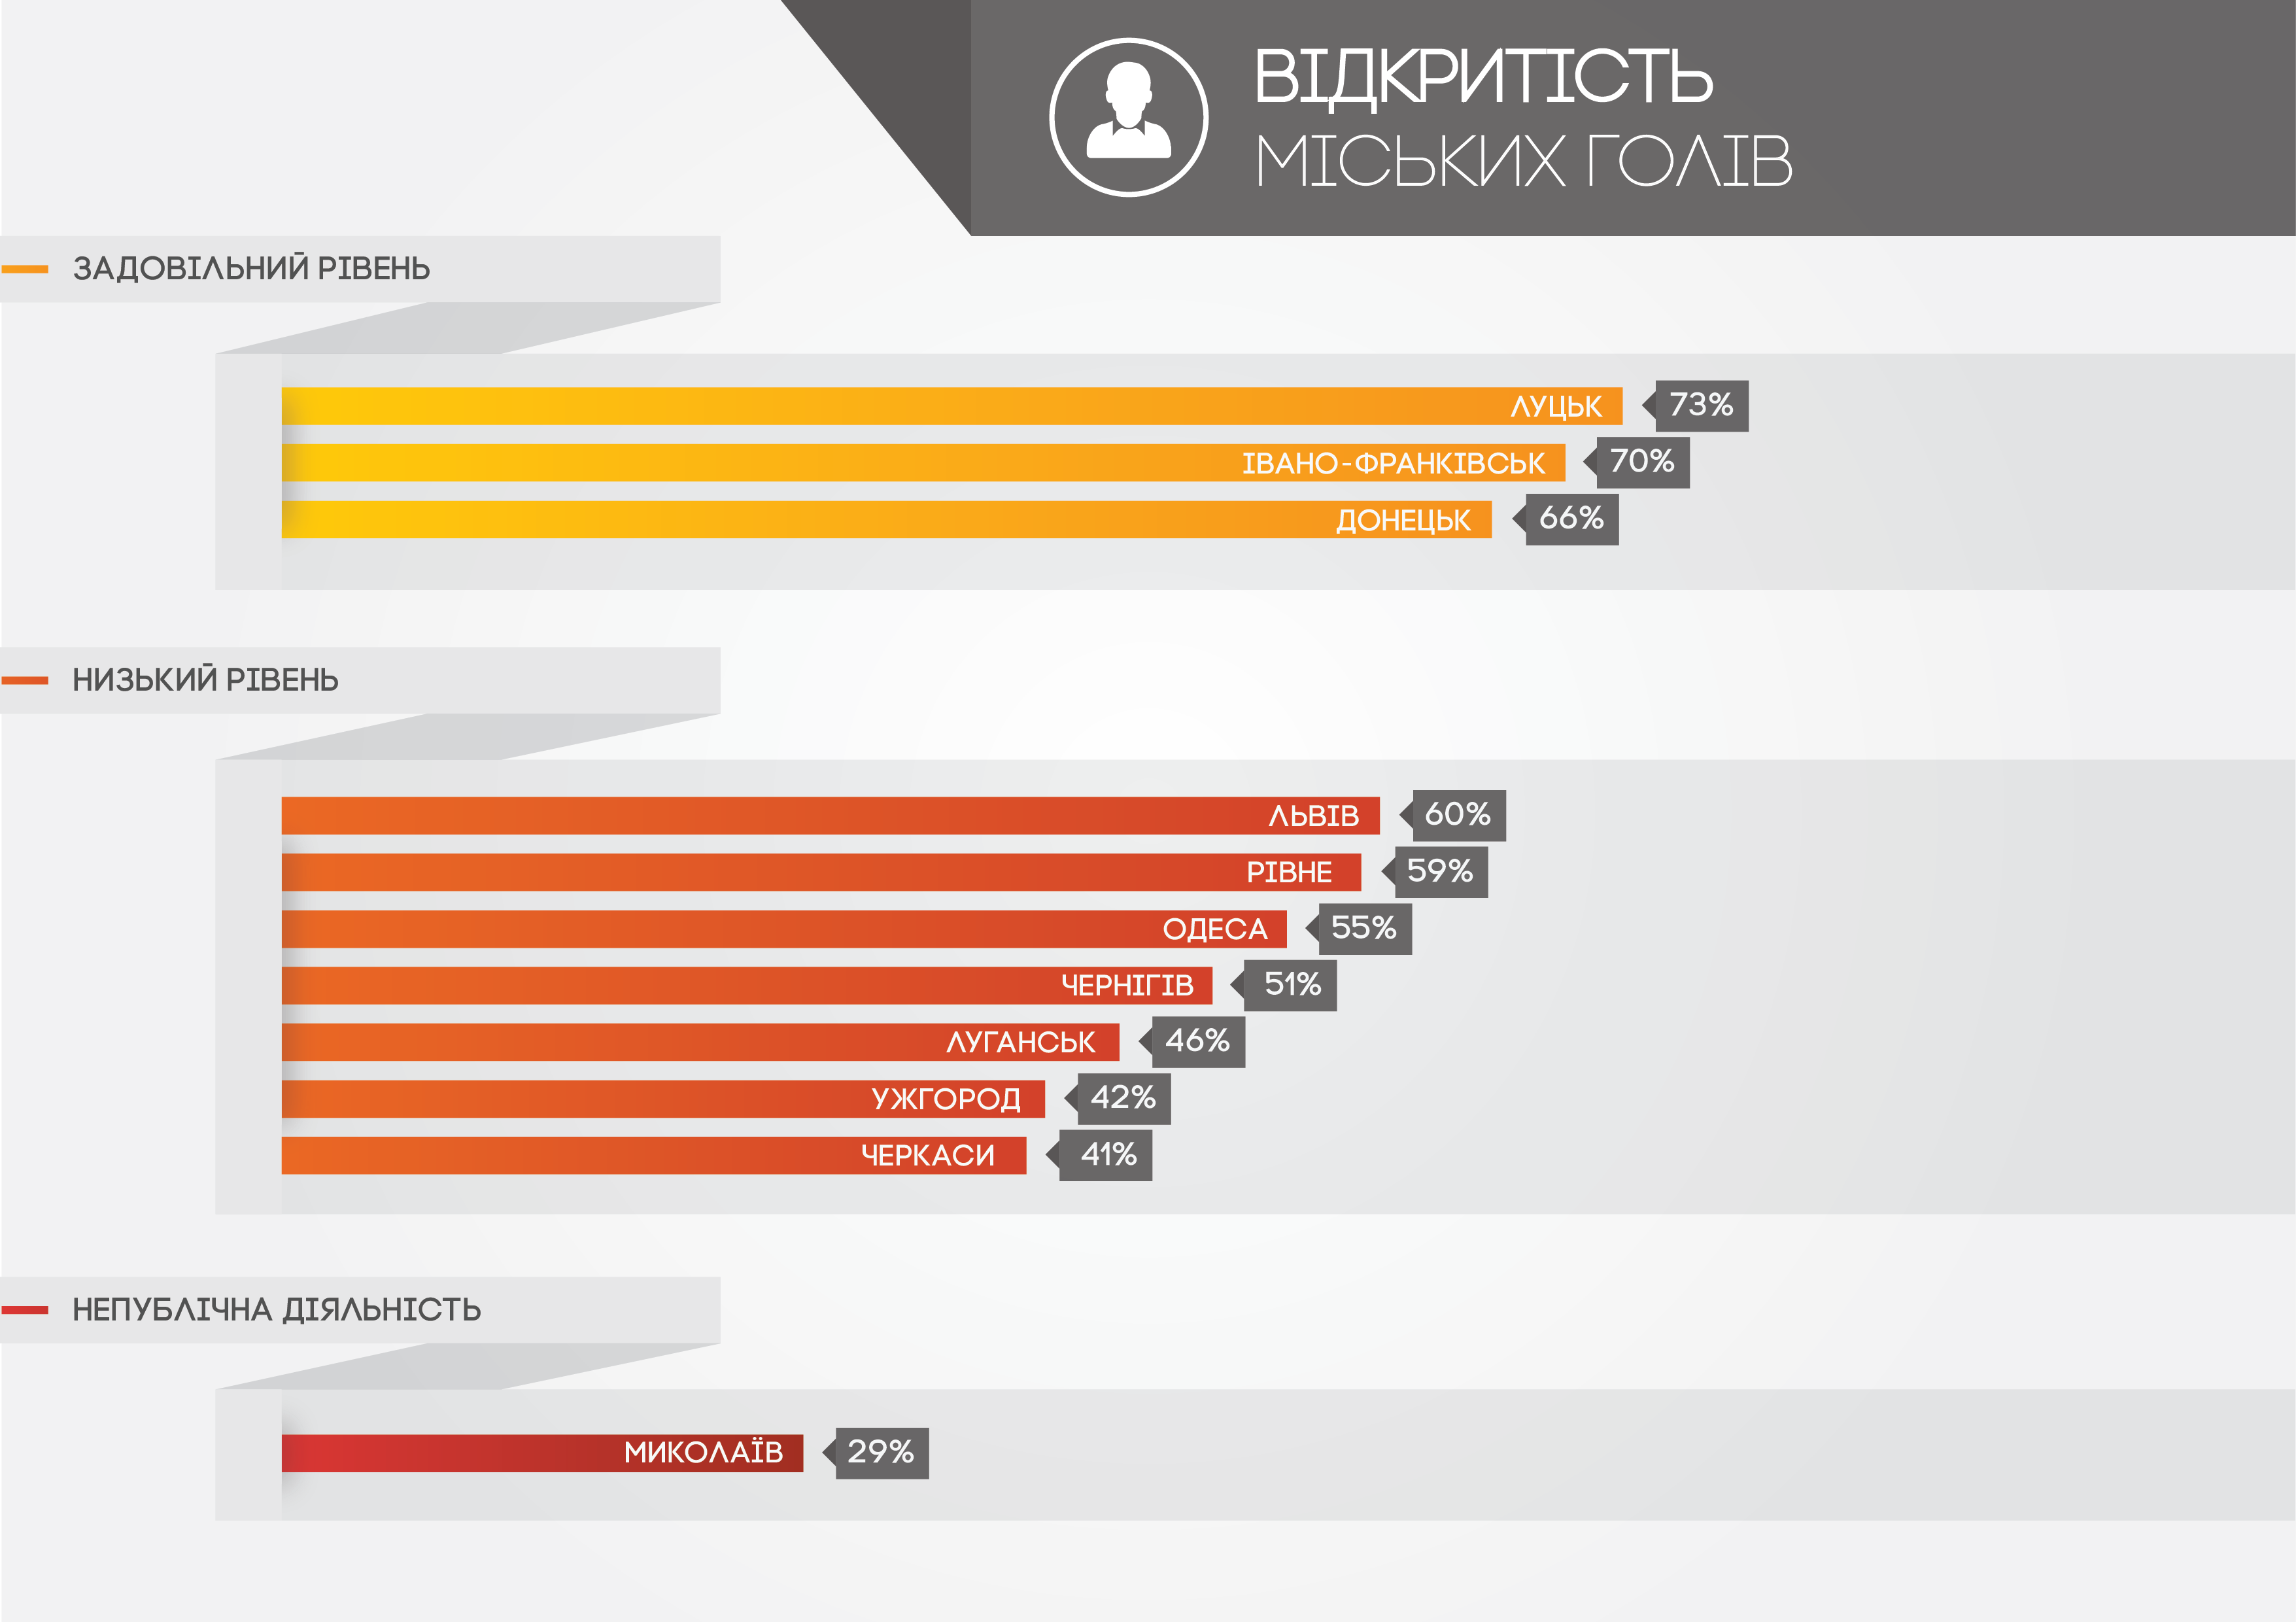 ВІДКРИТІСТЬ
МІСЬКИХ ГОЛІВ
ЗАДОВІЛЬНИЙ РІВЕНЬ
ЛУЦЬК 73%
ІВАНО-ФРАНКІВСЬК 70%
ДОНЕЦЬК 66%
НИЗЬКИЙ РІВЕНЬ
ЛЬВІВ 60%
РІВНЕ 59%
ОДЕСА 55%
ЧЕРНІГІВ 51%
ЛУГАНСЬК 46%
УЖГОРОД 42%
ЧЕРКАСИ 41%
НЕПУБЛІЧНА ДІЯЛЬНІСТЬ
МИКОЛАЇВ 29%